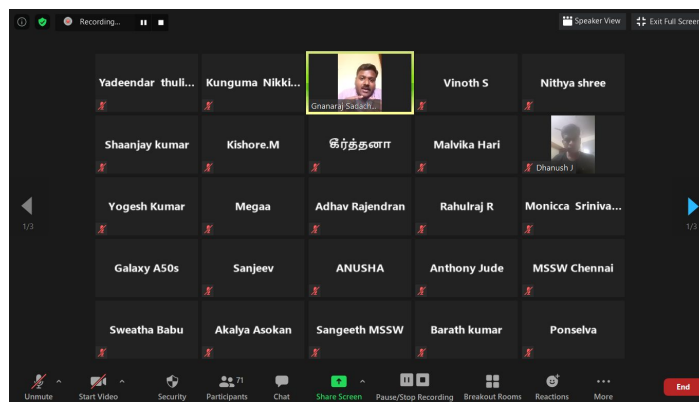 Recording...
Speaker View
Exit Full Screen
Yadeendar thuli...
Kunguma Nikki...
Gnanaraj Sadach...
Vinoth S
Nithya shree
Shaanjay kumar
Kishore.M
கீர்த்தனா
Malvika Hari
Dhanush J
Yogesh Kumar
Megaa
Adhav Rajendran
Rahulraj R
Monicca Sriniva...
1/3
1/3
Galaxy A50s
Sanjeev
ANUSHA
Anthony Jude
MSSW Chennai
Sweatha Babu
Akalya Asokan
Sangeeth MSSW
Barath kumar
Ponselva
71
Unmute
Start Video
Security
Participants
Chat
Share Screen
Pause/Stop Recording
Breakout Rooms
Reactions
More
End